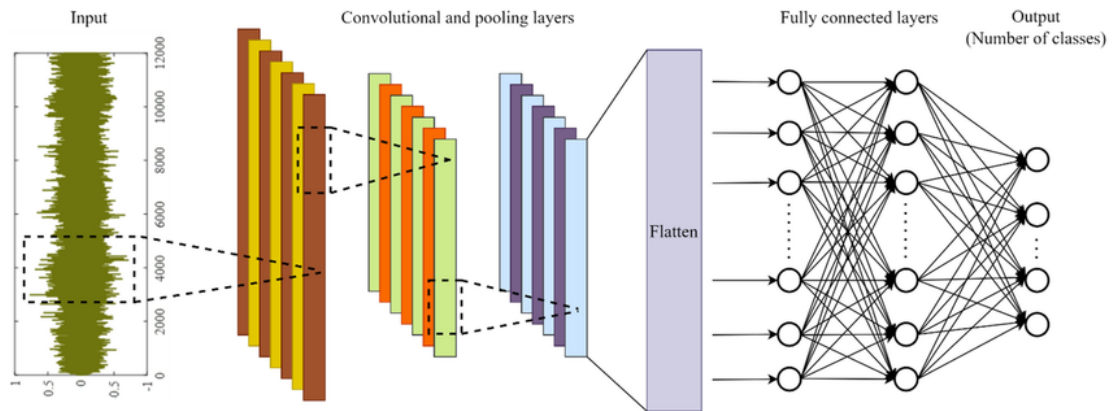 Input
Convolutional and pooling layers
Fully connected layers
Output
(Number of classes)
12000
10000
8000
6000
4000
2000
0
1
0.5
0
-0.5
-1
Flatten